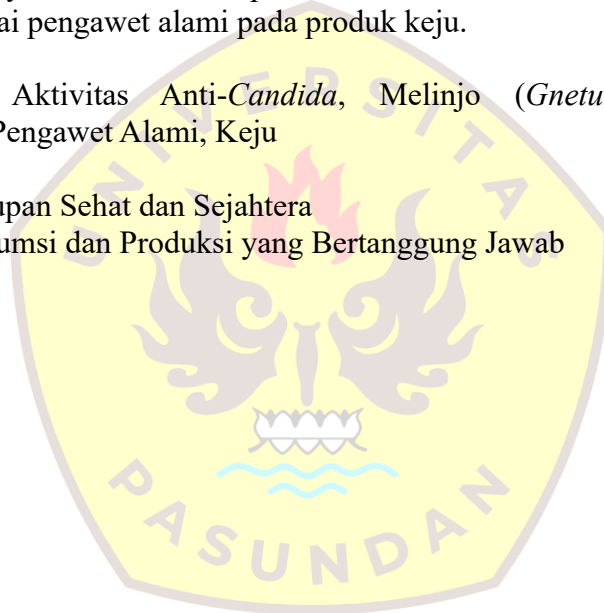 ai pengawet alami pada produk keju.
Aktivitas Anti-Candida, Melinjo (Gnetu
Pengawet Alami, Keju
upan Sehat dan Sejahtera
umsi dan Produksi yang Bertanggung Jawab
UNIVERSITAS
PASUNDAN